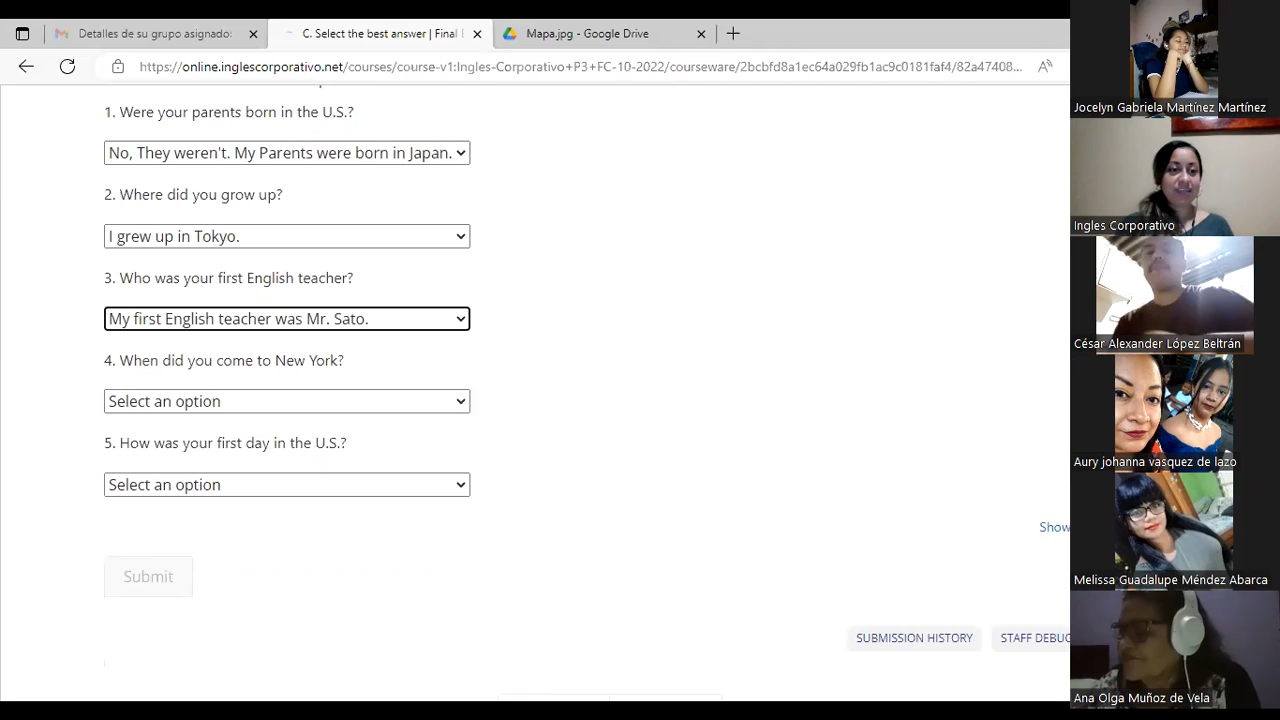 Detalles de su grupo asignado:
C. Select the best answer | Final E
Mapa.jpg - Google Drive
https://online.inglescorporativo.net/courses/course-v1:Ingles-Corporativo+P3+FC-10-2022/courseware/2bcbfd8a1ec64a029fb1ac9c0181faf4/82a47408...
1. Were your parents born in the U.S.?
No, They weren't. My Parents were born in Japan.
2. Where did you grow up?
I grew up in Tokyo.
3. Who was your first English teacher?
My first English teacher was Mr. Sato.
4. When did you come to New York?
Select an option
5. How was your first day in the U.S.?
Select an option
Show
Submit
SUBMISSION HISTORY
STAFF DEBUG
Jocelyn Gabriela Martínez Martínez
Ingles Corporativo
César Alexander López Beltrán
Aury johanna vasquez de lazo
Melissa Guadalupe Méndez Abarca
Ana Olga Muñoz de Vela